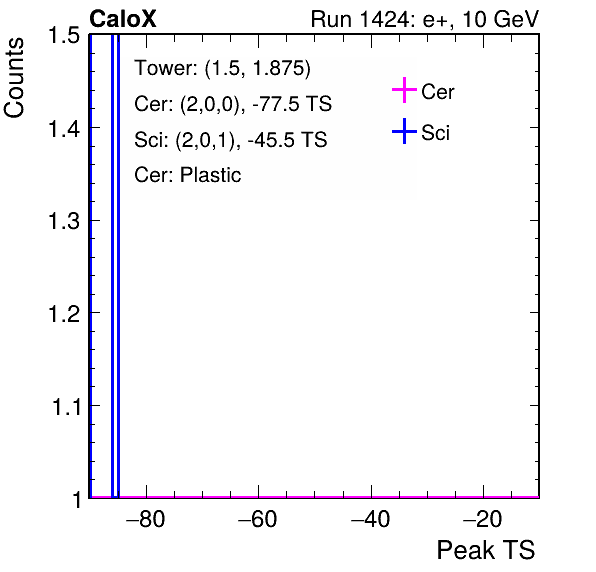 CaloX Run 1424: e+, 10 GeV
Counts
1.5
1.4
1.3
1.2
1.1
1
Tower: (1.5, 1.875)
Cer: (2,0,0), -77.5 TS
Sci: (2,0,1), -45.5 TS
Cer: Plastic
Cer
Sci
−80 −60 −40 −20
Peak TS